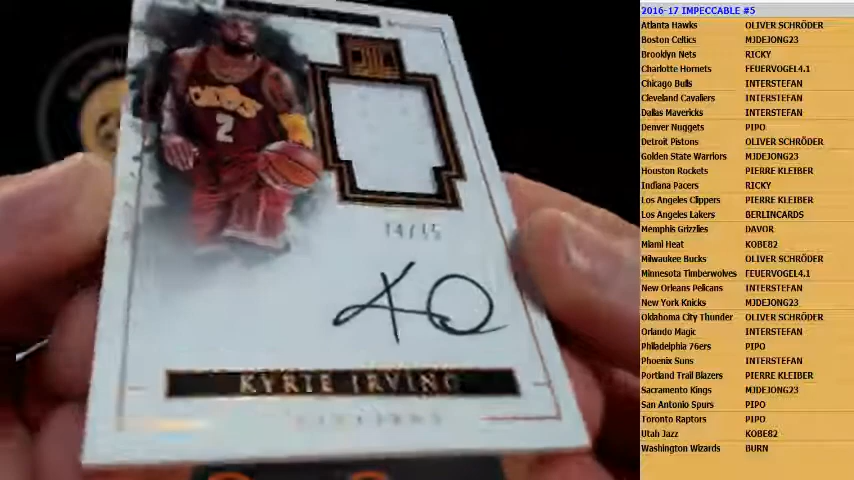 CAVS
2
14/15
KYRIE IRVING
2016-17 IMPECCABLE #5
Atlanta Hawks OLIVER SCHRÖDER
Boston Celtics MJDEJONG23
Brooklyn Nets RICKY
Charlotte Hornets FEUERVOGEL4.1
Chicago Bulls INTERSTEFAN
Cleveland Cavaliers INTERSTEFAN
Dallas Mavericks INTERSTEFAN
Denver Nuggets PIPO
Detroit Pistons OLIVER SCHRÖDER
Golden State Warriors MJDEJONG23
Houston Rockets PIERRE KLEIBER
Indiana Pacers RICKY
Los Angeles Clippers PIERRE KLEIBER
Los Angeles Lakers BERLINCARDS
Memphis Grizzlies DAVOR
Miami Heat KOBE82
Milwaukee Bucks OLIVER SCHRÖDER
Minnesota Timberwolves FEUERVOGEL4.1
New Orleans Pelicans INTERSTEFAN
New York Knicks MJDEJONG23
Oklahoma City Thunder OLIVER SCHRÖDER
Orlando Magic INTERSTEFAN
Philadelphia 76ers PIPO
Phoenix Suns INTERSTEFAN
Portland Trail Blazers PIERRE KLEIBER
Sacramento Kings MJDEJONG23
San Antonio Spurs PIPO
Toronto Raptors PIPO
Utah Jazz KOBE82
Washington Wizards BURN